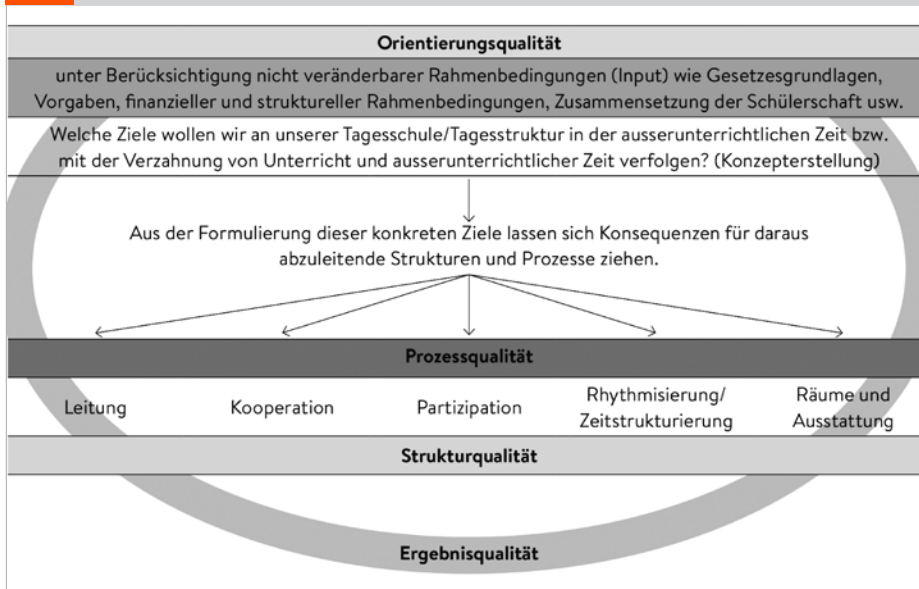 Orientierungsqualität
unter Berücksichtigung nicht veränderbarer Rahmenbedingungen (Input) wie Gesetzesgrundlagen,
Vorgaben, finanzieller und struktureller Rahmenbedingungen, Zusammensetzung der Schülerschaft usw.
Welche Ziele wollen wir an unserer Tagesschule/Tagesstruktur in der ausserunterrichtlichen Zeit bzw.
mit der Verzahnung von Unterricht und ausserunterrichtlicher Zeit verfolgen? (Konzepterstellung)
Aus der Formulierung dieser konkreten Ziele lassen sich Konsequenzen für daraus
abzuleitende Strukturen und Prozesse ziehen.
Prozessqualität
Leitung
Kooperation
Partizipation
Rhythmisierung/
Zeitstrukturierung
Räume und
Ausstattung
Strukturqualität
Ergebnisqualität